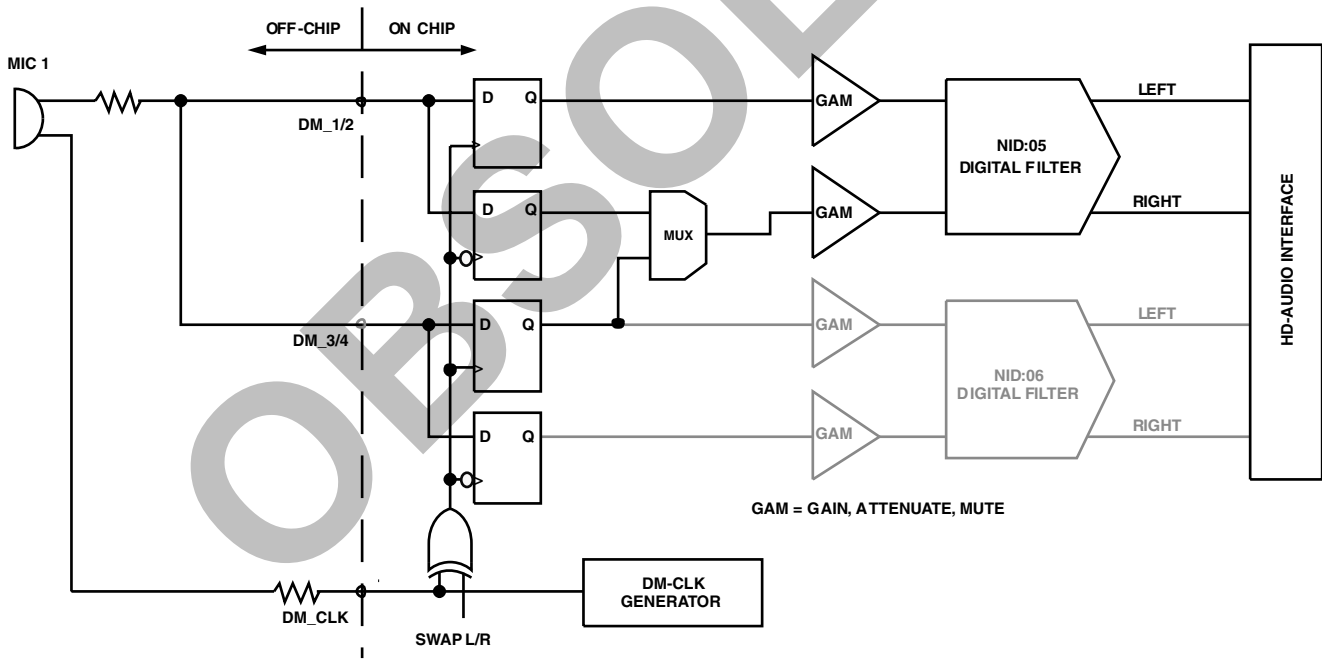 OFF-CHIP
ON CHIP
MIC 1
DM_1/2
D Q
GAM
NID:05
DIGITAL FILTER
LEFT
D Q
MUX
GAM
RIGHT
DM_3/4
D Q
GAM
NID:06
DIGITAL FILTER
LEFT
D Q
GAM
RIGHT
HD-AUDIO INTERFACE
GAM = GAIN, ATTENUATE, MUTE
DM_CLK
SWAP L/R
DM-CLK
GENERATOR
OBSOL